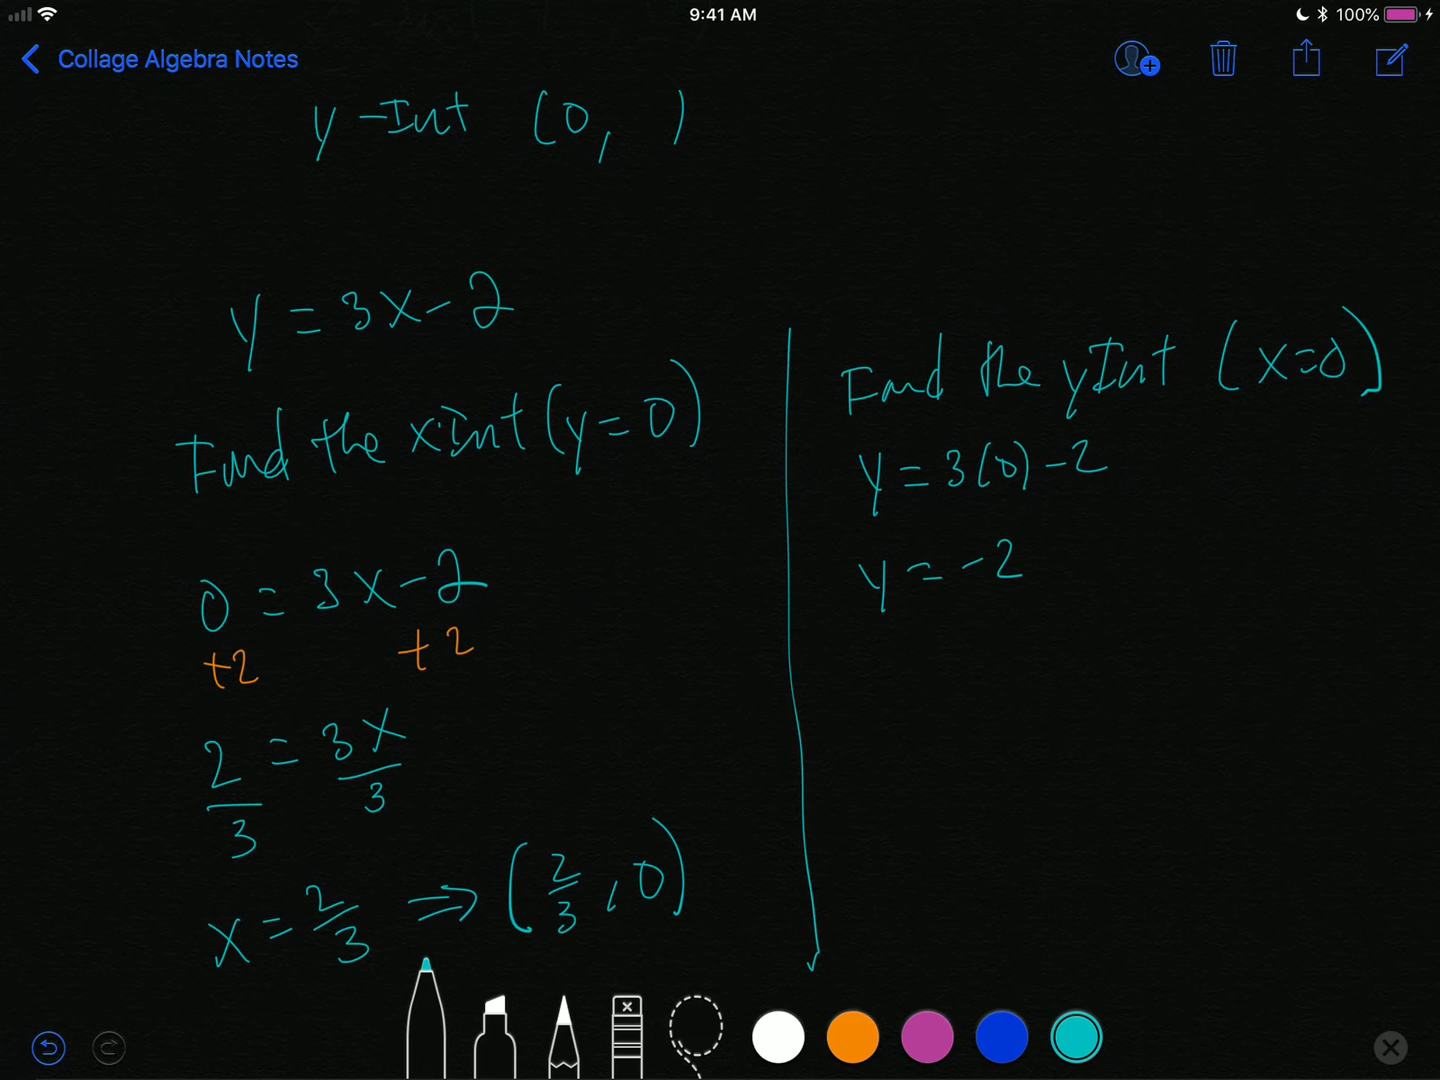 9:41 AM
100%
Collage Algebra Notes
y-Int (0, )
y = 3x - 2
Find the x-int (y = 0)
0 = 3x - 2
+2 +2
2/3 = 3x/3
x = 2/3 ⇒ (2/3, 0)
Find the y Int (x=0)
y = 3(0) - 2
y = -2